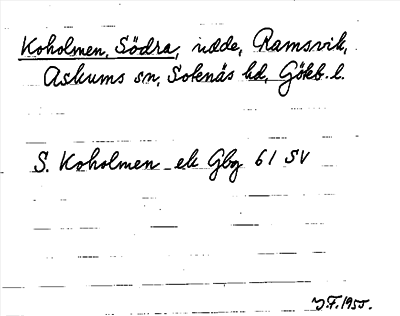 Koholmen, Södra, udde, Ramsvik,
Askums sn, Sotenäs hd, Göteb. l.
S. Koholmen ek Gbg 61 SV
J.F. 1955.